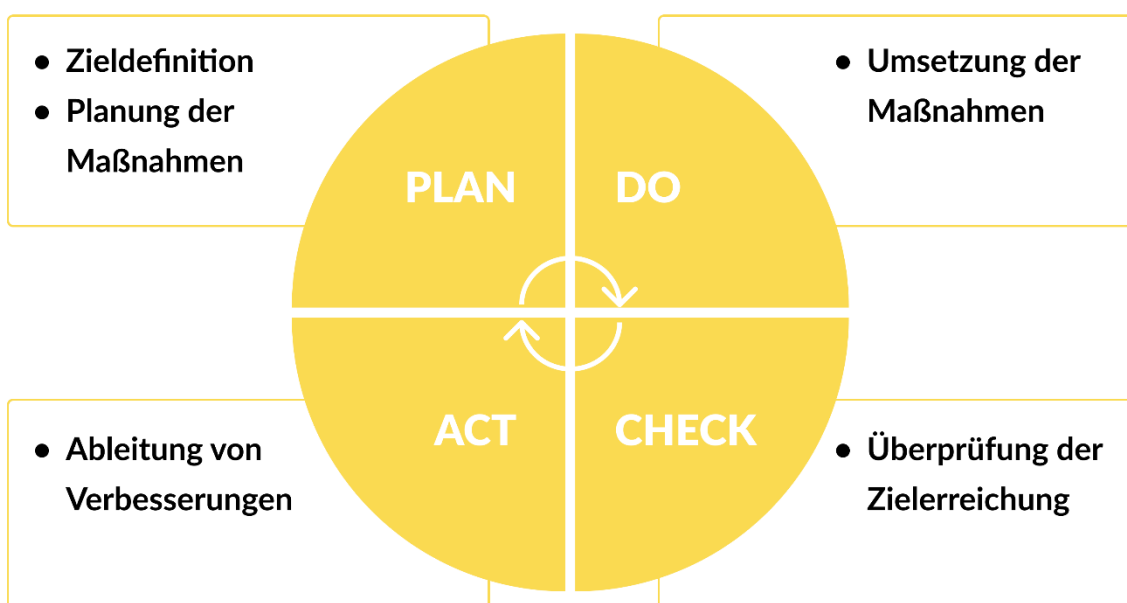 • Zieldefinition
• Planung der
Maßnahmen
PLAN
DO
• Umsetzung der
Maßnahmen
• Ableitung von
Verbesserungen
ACT
CHECK
• Überprüfung der
Zielerreichung